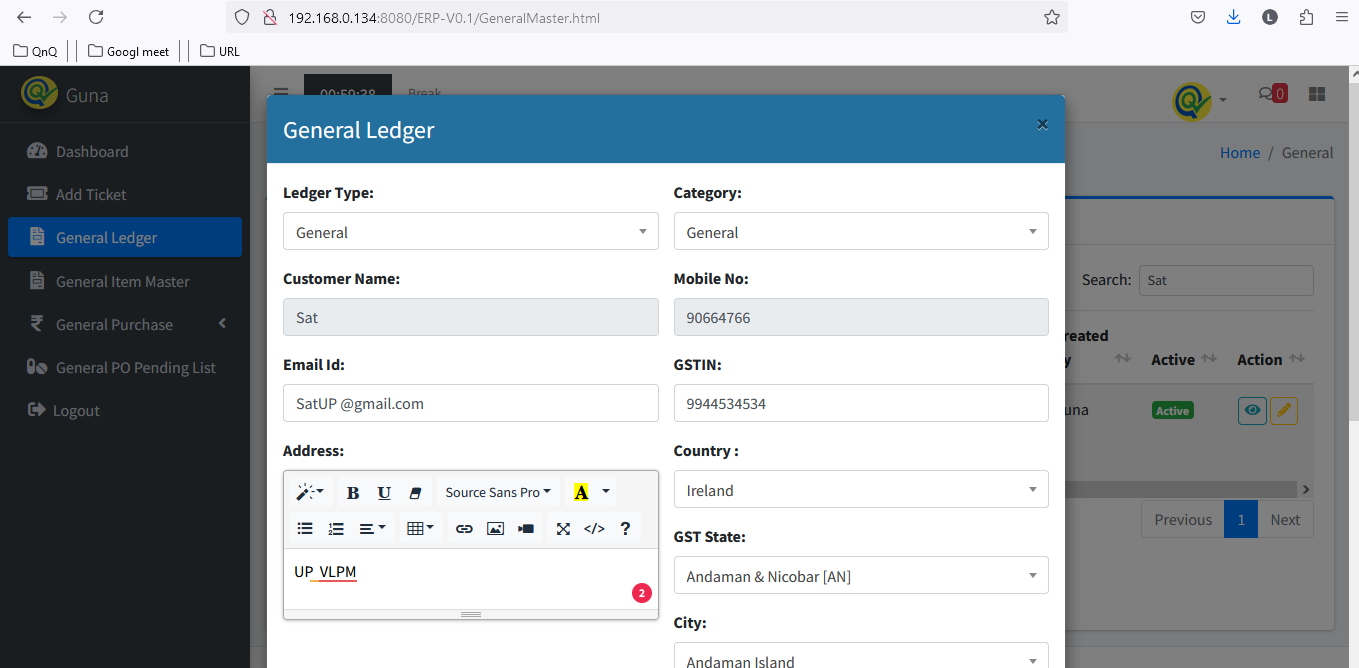 192.168.0.134:8080/ERP-V0.1/GeneralMaster.html
L
QnQ
Googl meet
URL
Guna
00:59:38
Break
0
Dashboard
Add Ticket
General Ledger
General Item Master
General Purchase
General PO Pending List
Logout
Home / General
Search: Sat
reated
y
Active
Action
una
Active
Previous
1
Next
General Ledger
×
Ledger Type:
Category:
General
General
Customer Name:
Mobile No:
Sat
90664766
Email Id:
GSTIN:
SatUP @gmail.com
9944534534
Address:
Country :
B U Source Sans Pro A
Ireland
</> ?
GST State:
UP VLPM
Andaman & Nicobar [AN]
2
City:
Andaman Island